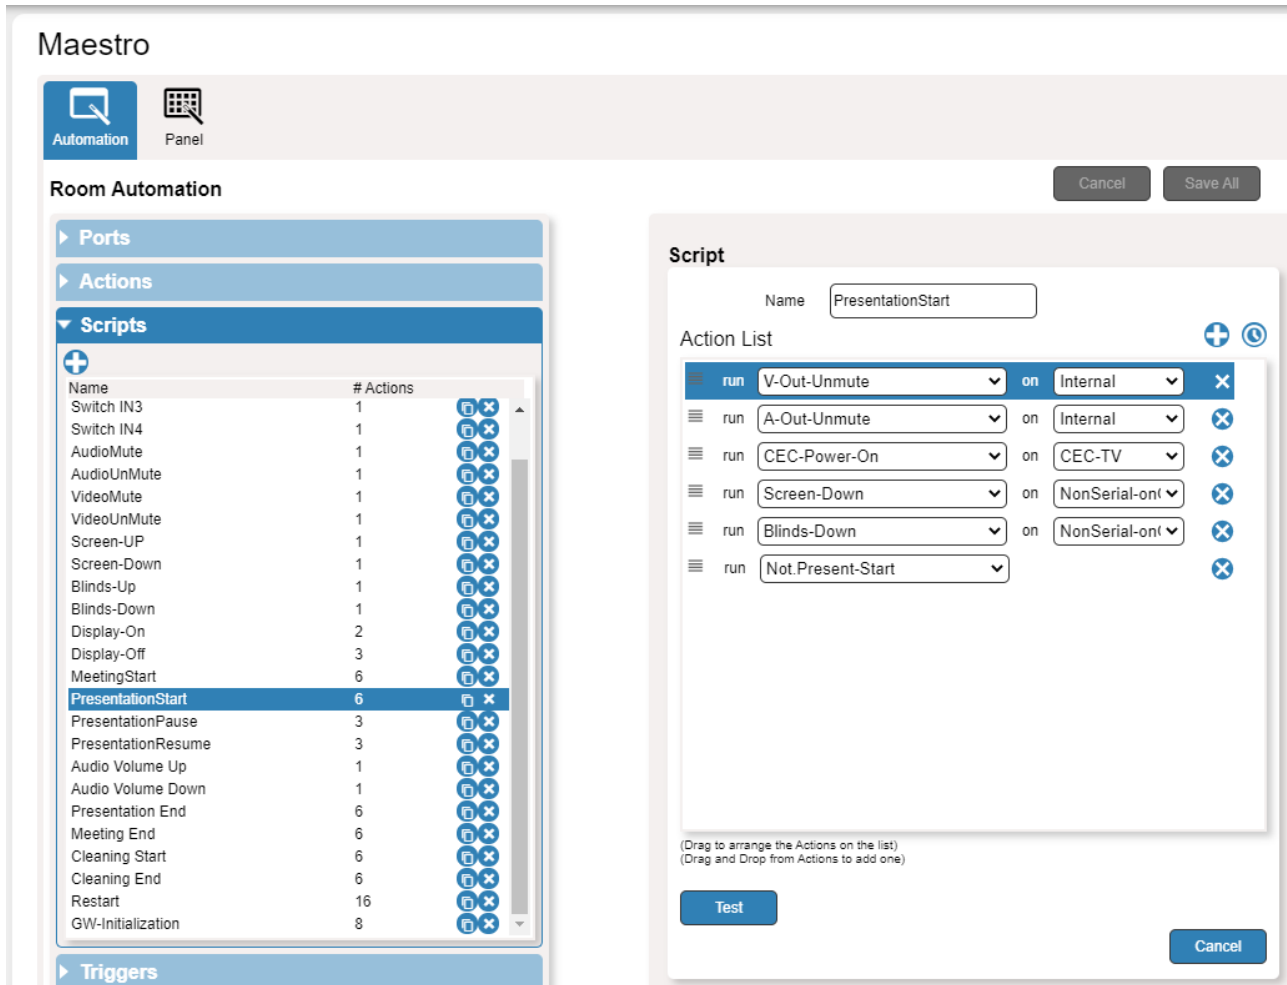 Maestro
Automation
Panel
Room Automation
Cancel
Save All
Ports
Actions
Scripts
Name # Actions
Switch IN3 1
Switch IN4 1
AudioMute 1
AudioUnMute 1
VideoMute 1
VideoUnMute 1
Screen-UP 1
Screen-Down 1
Blinds-Up 1
Blinds-Down 1
Display-On 2
Display-Off 3
MeetingStart 6
PresentationStart 6
PresentationPause 3
PresentationResume 3
Audio Volume Up 1
Audio Volume Down 1
Presentation End 6
Meeting End 6
Cleaning Start 6
Cleaning End 6
Restart 16
GW-Initialization 8
Triggers
Script
Name PresentationStart
Action List
run V-Out-Unmute on Internal
run A-Out-Unmute on Internal
run CEC-Power-On on CEC-TV
run Screen-Down on NonSerial-on(
run Blinds-Down on NonSerial-on(
run Not.Present-Start
(Drag to arrange the Actions on the list)
(Drag and Drop from Actions to add one)
Test
Cancel